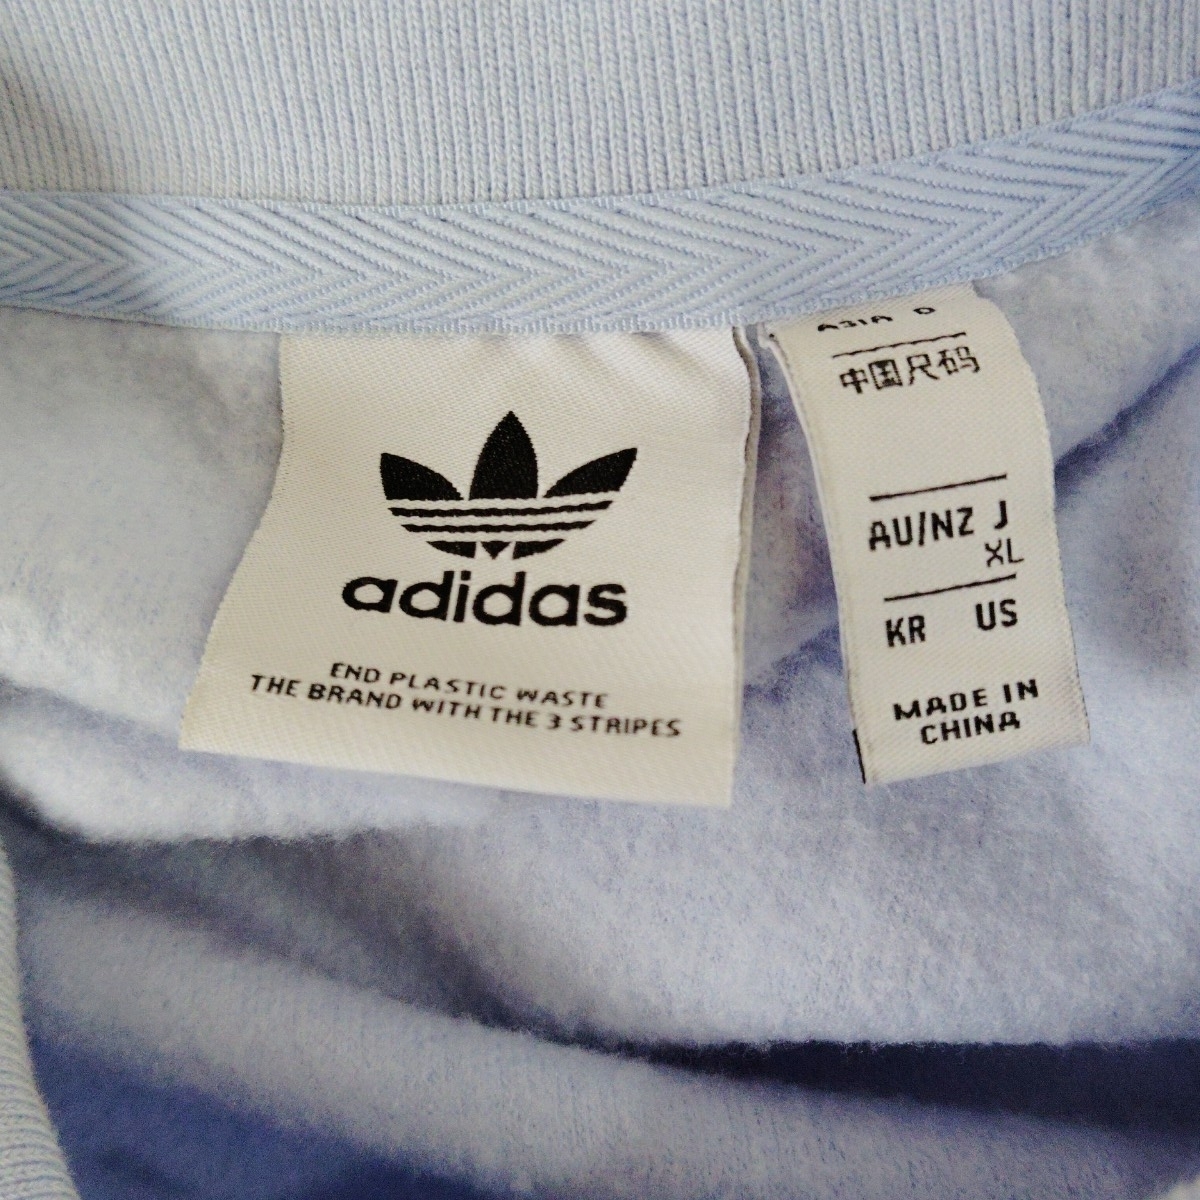 adidas
END PLASTIC WASTE
THE BRAND WITH THE 3 STRIPES
中国尺码
AU/NZ J
XL
KR US
MADE IN
CHINA